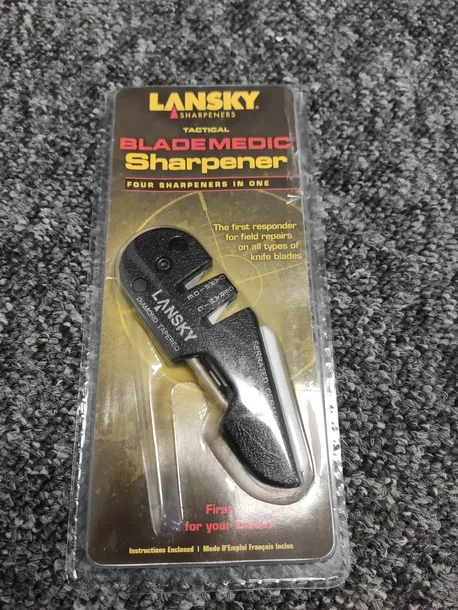 LANSKY®
SHARPENERS
TACTICAL
BLADEMEDIC
Sharpener
FOUR SHARPENERS IN ONE
The first responder
for field repairs
on all types of
knife blades
LANSKY
DIAMOND TAPERED
First
for your
Instructions Enclosed | Mode D'Emploi Français Inclus